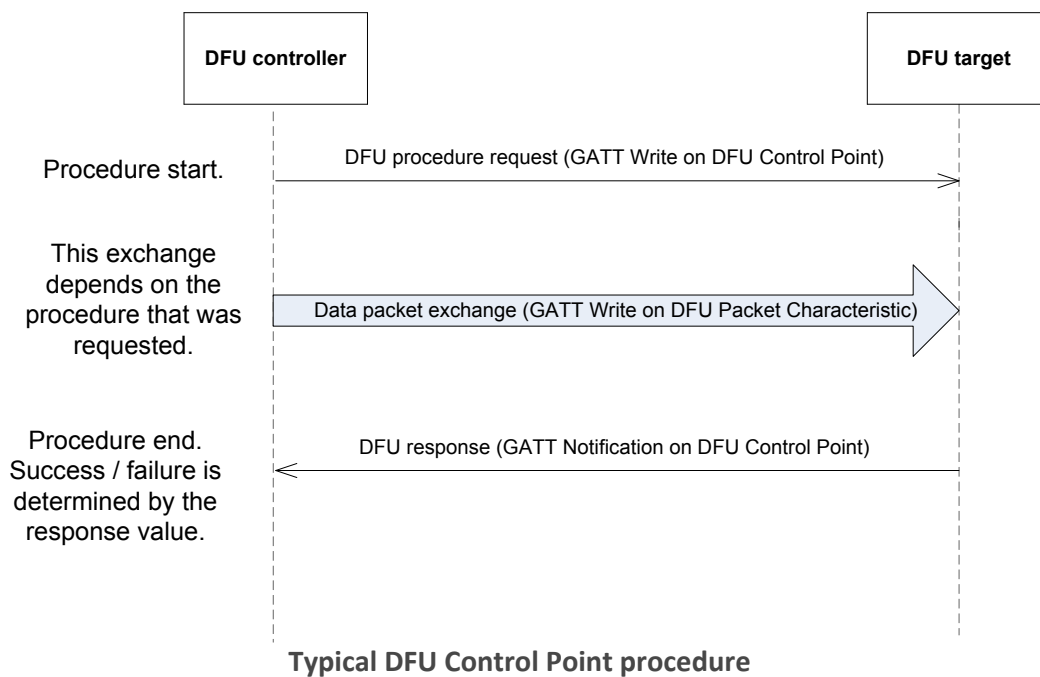 DFU controller
DFU target
Procedure start.
DFU procedure request (GATT Write on DFU Control Point)
This exchange
depends on the
procedure that was
requested.
Data packet exchange (GATT Write on DFU Packet Characteristic)
Procedure end.
Success / failure is
determined by the
response value.
DFU response (GATT Notification on DFU Control Point)
Typical DFU Control Point procedure